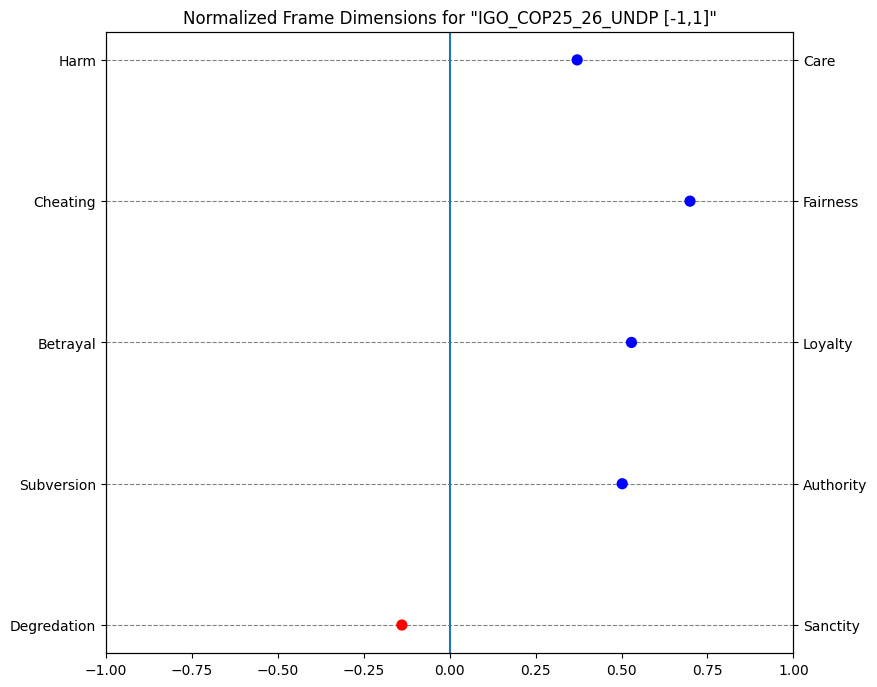 Normalized Frame Dimensions for "IGO_COP25_26_UNDP [-1,1]"
Harm
Care
Cheating
Fairness
Betrayal
Loyalty
Subversion
Authority
Degredation
Sanctity
−1.00 −0.75 −0.50 −0.25 0.00 0.25 0.50 0.75 1.00